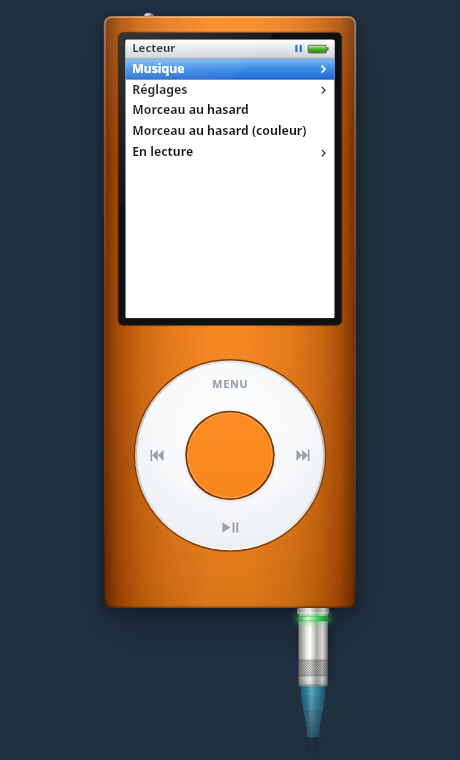 Lecteur
Musique
Réglages
Morceau au hasard
Morceau au hasard (couleur)
En lecture
MENU